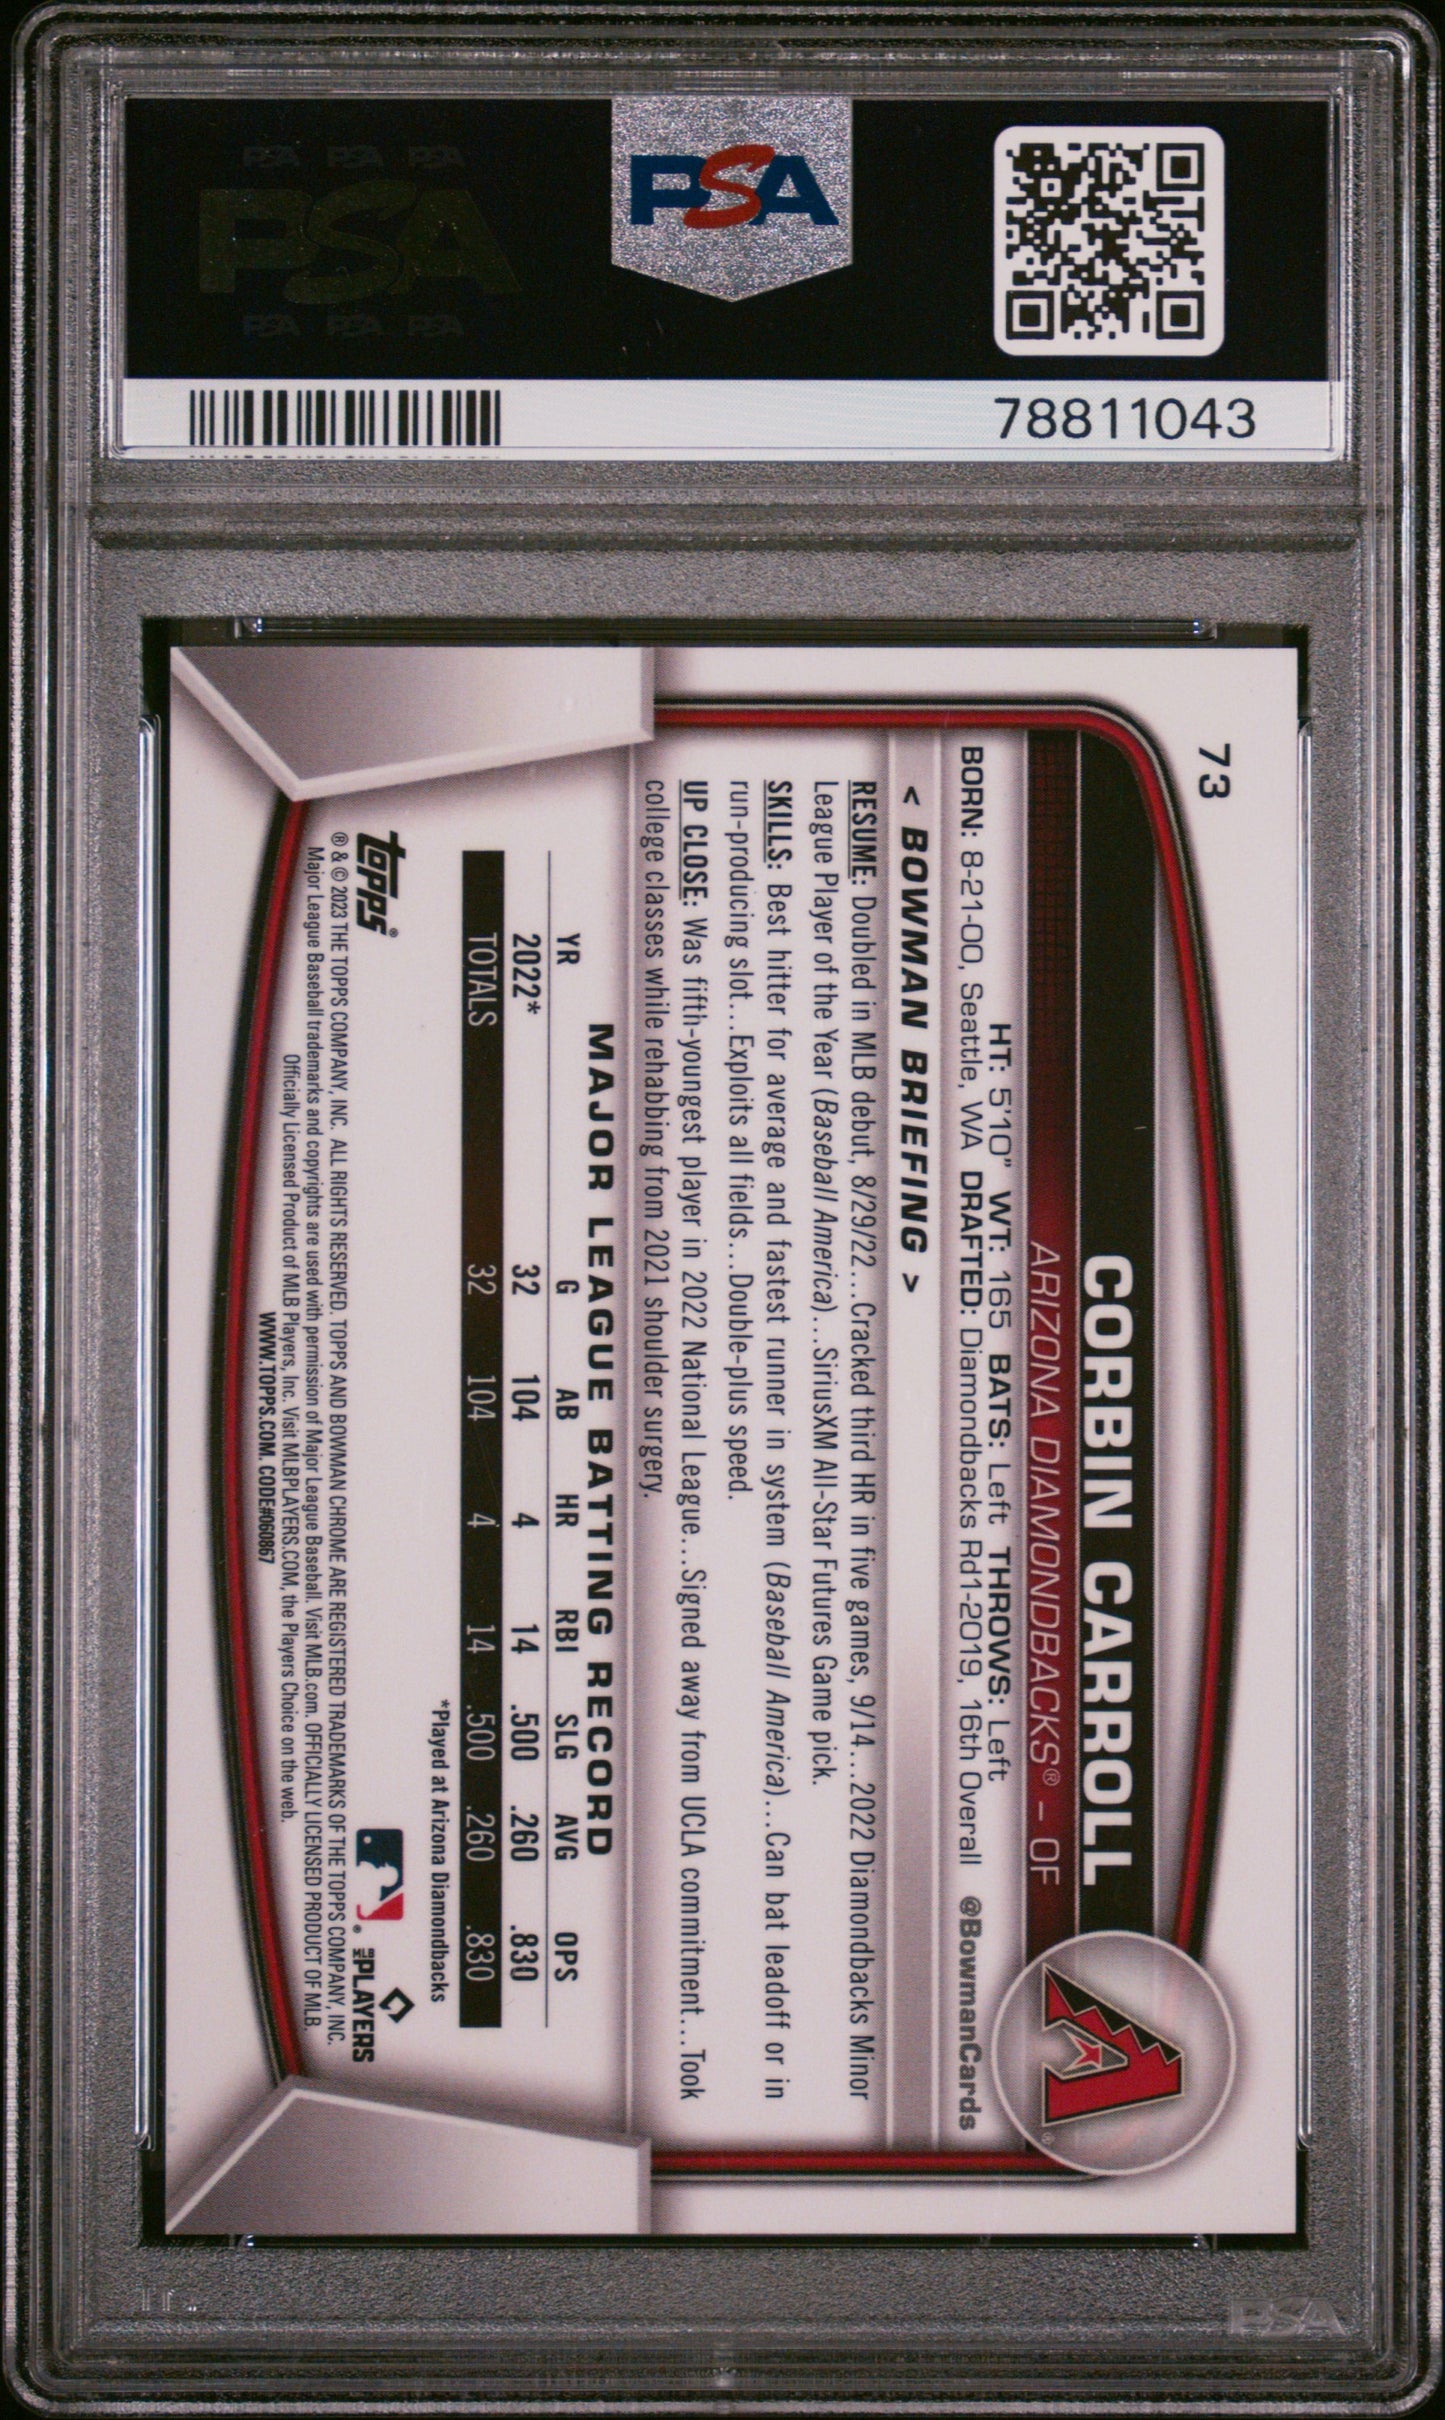 PSA PSA PSA
PSA
PSA PSA PSA
PSA
78811043
73
CORBIN CARROLL
ARIZONA DIAMONDBACKS® – OF
HT: 5'10" WT: 165 BATS: Left THROWS: Left
BORN: 8-21-00, Seattle, WA DRAFTED: Diamondbacks Rd1-2019, 16th Overall @BowmanCards
< BOWMAN BRIEFING >
RESUME: Doubled in MLB debut, 8/29/22...Cracked third HR in five games, 9/14...2022 Diamondbacks Minor
League Player of the Year (Baseball America)...SiriusXM All-Star Futures Game pick.
SKILLS: Best hitter for average and fastest runner in system (Baseball America)...Can bat leadoff or in
run-producing slot...Exploits all fields...Double-plus speed.
UP CLOSE: Was fifth-youngest player in 2022 National League...Signed away from UCLA commitment...Took
college classes while rehabbing from 2021 shoulder surgery.
MAJOR LEAGUE BATTING RECORD
YR G AB HR RBI SLG AVG OPS
2022* 32 104 4 14 .500 .260 .830
TOTALS 32 104 4 14 .500 .260 .830
*Played at Arizona Diamondbacks
topps®
MLB PLAYERS
® & © 2023 THE TOPPS COMPANY, INC. ALL RIGHTS RESERVED. TOPPS AND BOWMAN CHROME ARE REGISTERED TRADEMARKS OF THE TOPPS COMPANY, INC.
Major League Baseball trademarks and copyrights are used with permission of Major League Baseball. Visit MLB.com. OFFICIALLY LICENSED PRODUCT OF MLB.
Officially Licensed Product of MLB Players, Inc. Visit MLBPLAYERS.COM, the Players Choice on the web.
WWW.TOPPS.COM. CODE#060867
PSA